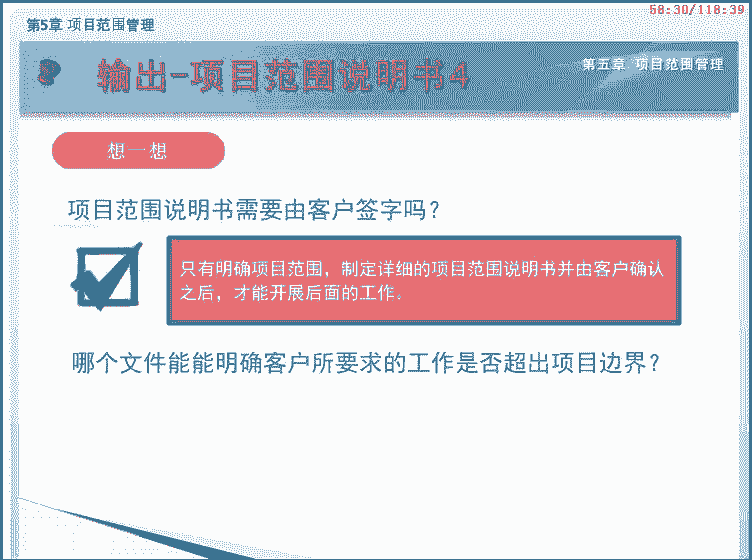 58:30/118:39
第5章 项目范围管理
输出-项目范围说明书4
第五章 项目范围管理
想一想
项目范围说明书需要由客户签字吗？
只有明确项目范围，制定详细的项目范围说明书并由客户确认
之后，才能开展后面的工作。
哪个文件能能明确客户所要求的工作是否超出项目边界？